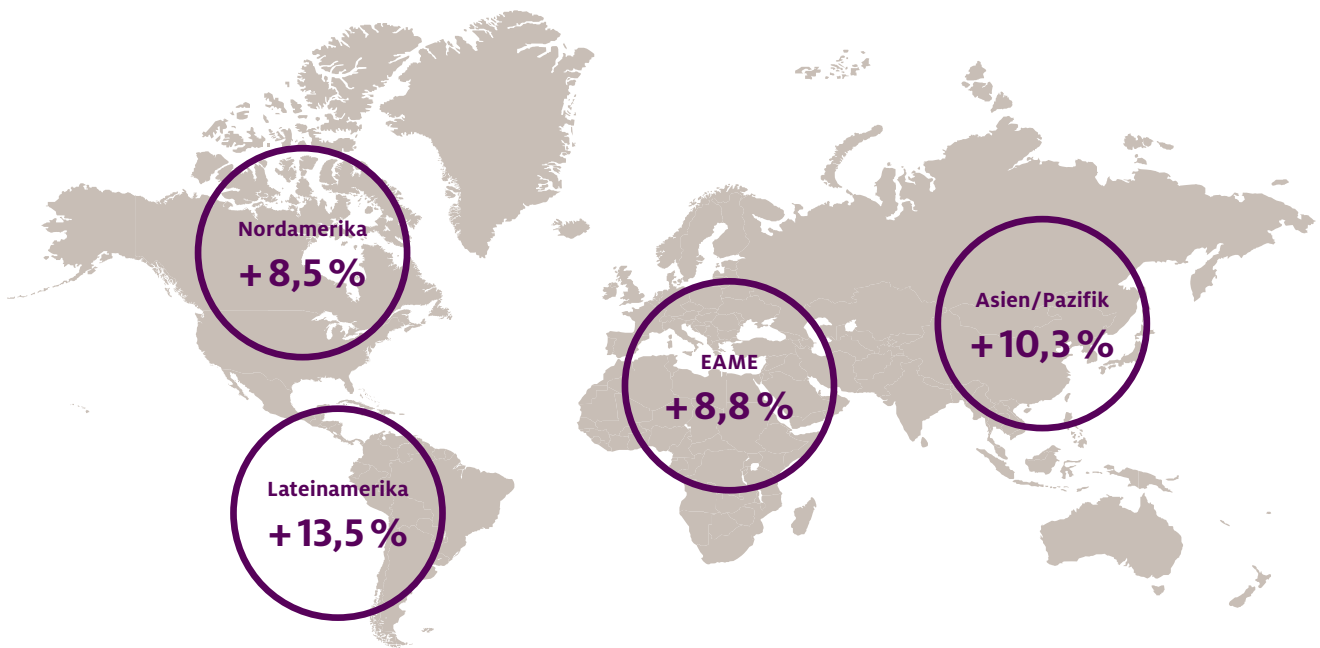 Nordamerika
+ 8,5 %
Asien/Pazifik
+ 10,3 %
EAME
+ 8,8 %
Lateinamerika
+ 13,5 %